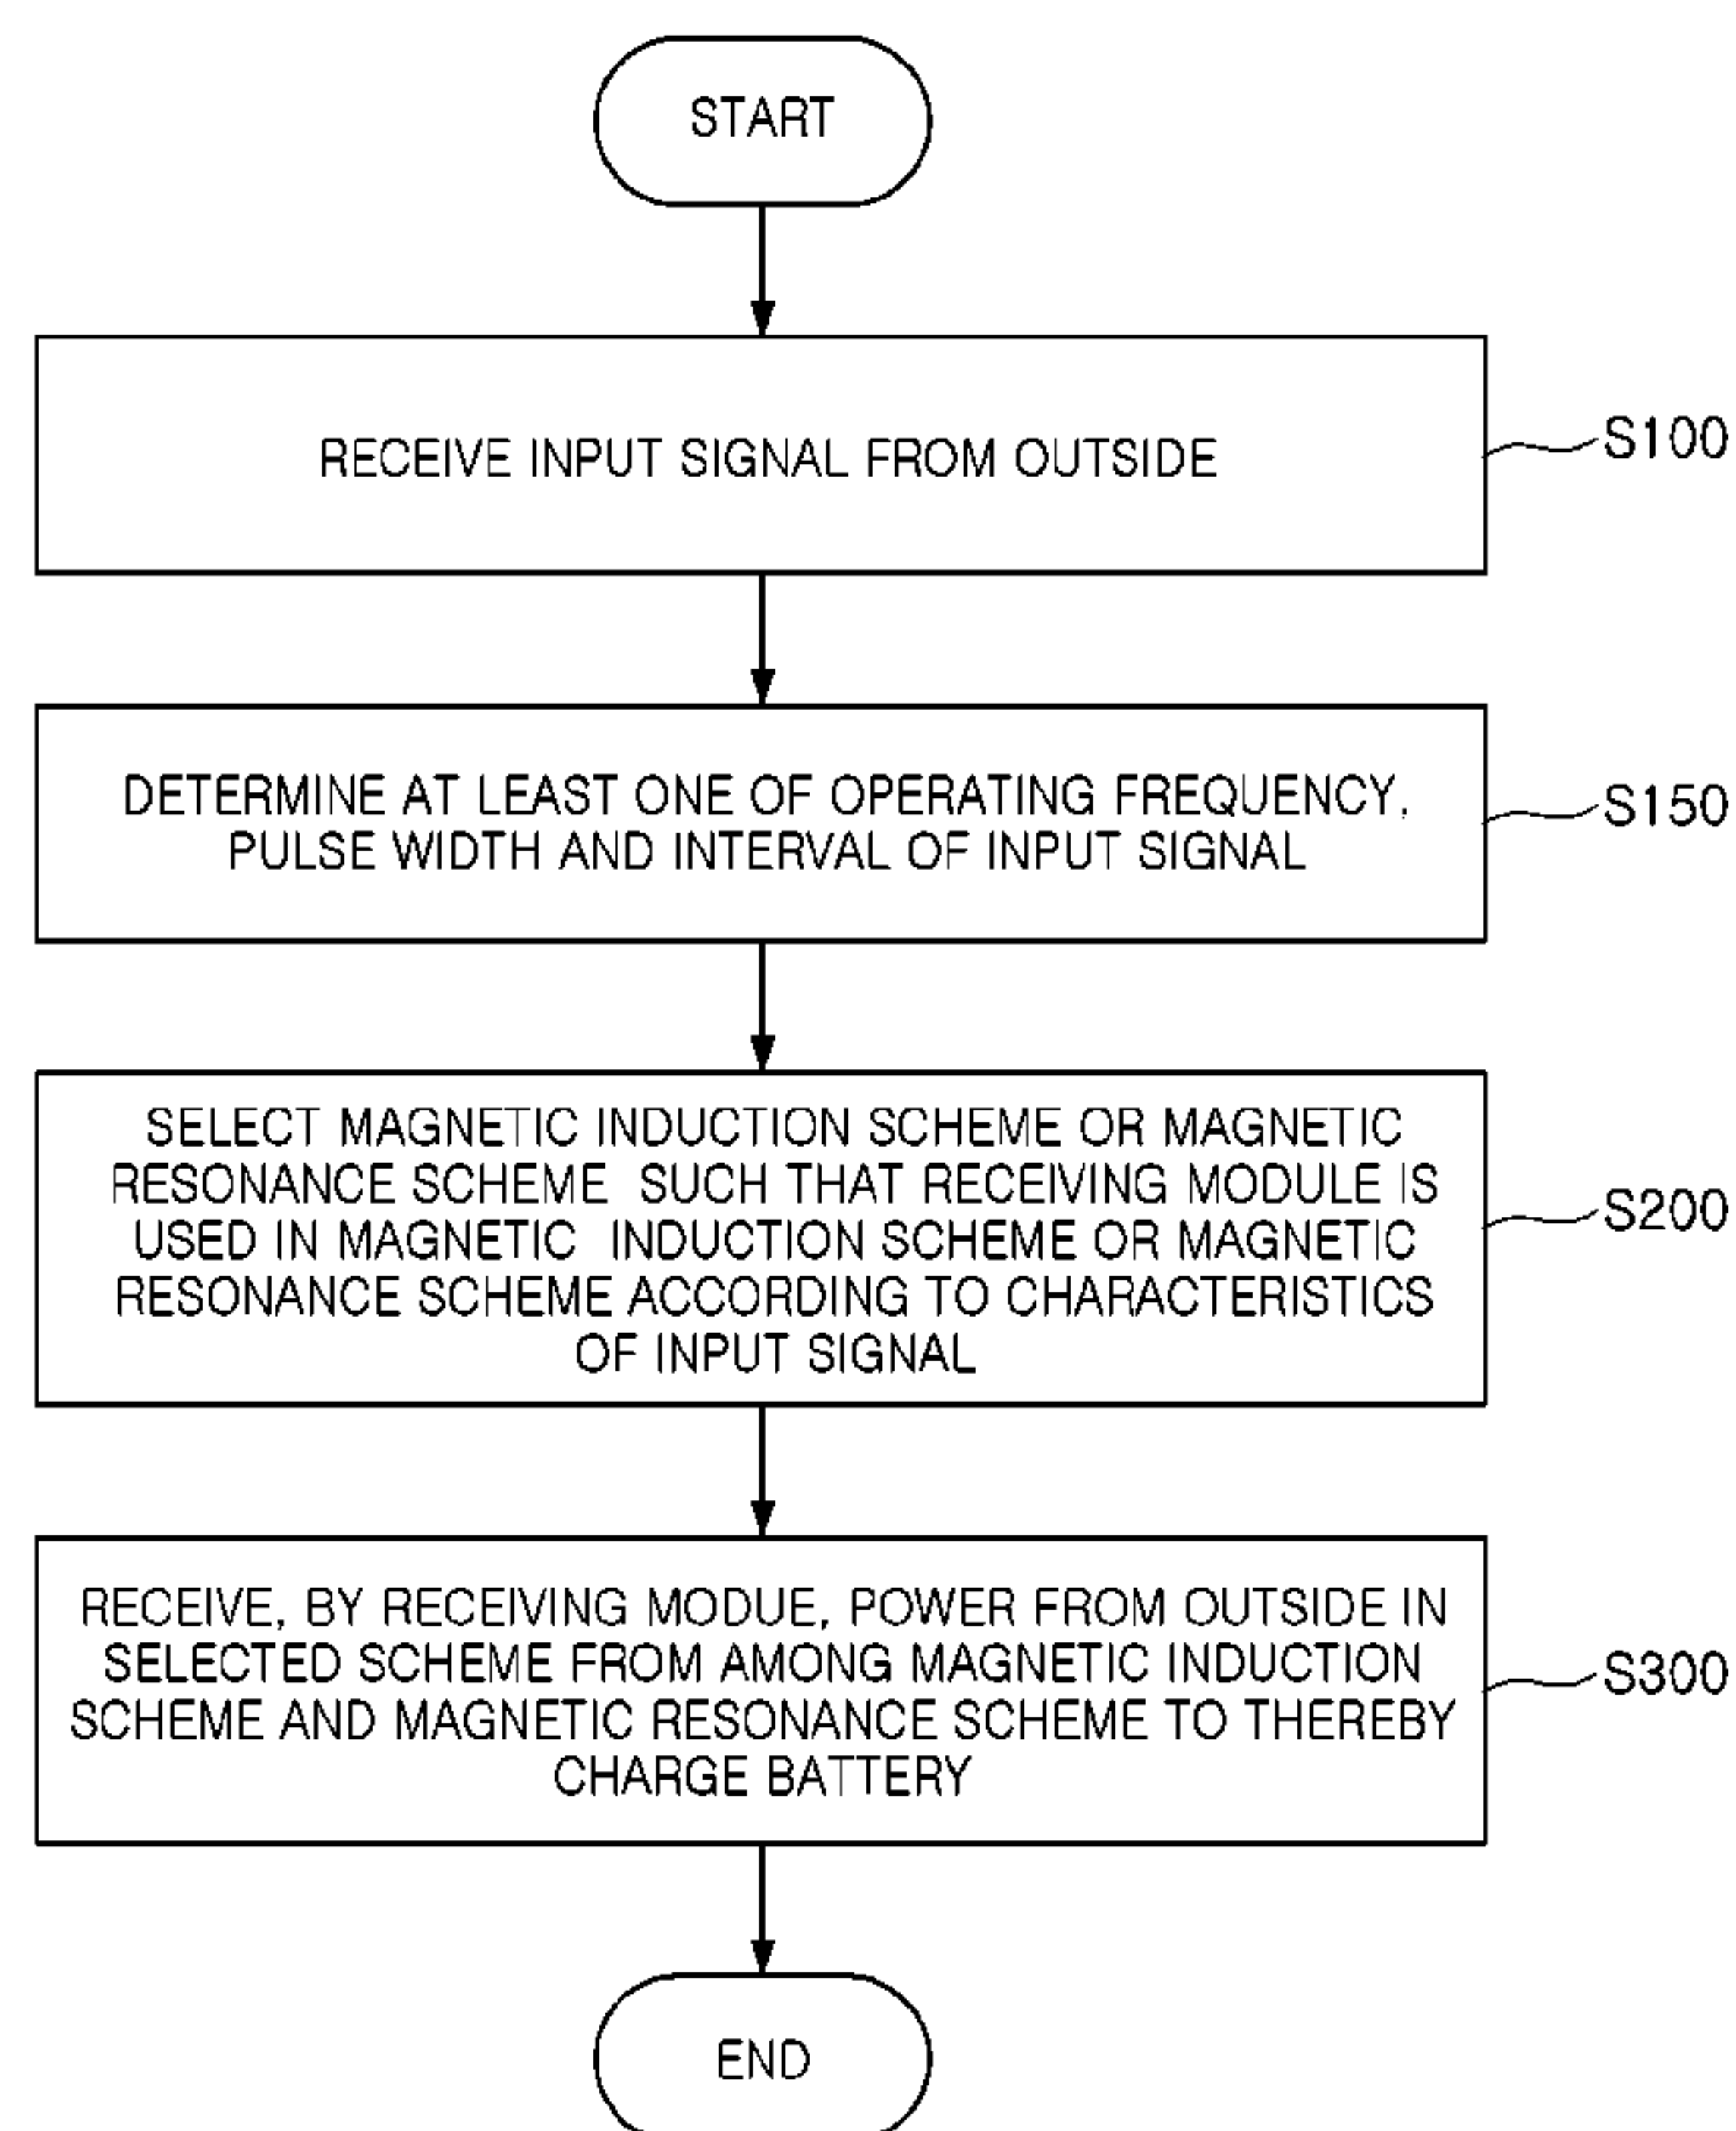 START
RECEIVE INPUT SIGNAL FROM OUTSIDE
S100
DETERMINE AT LEAST ONE OF OPERATING FREQUENCY,
PULSE WIDTH AND INTERVAL OF INPUT SIGNAL
S150
SELECT MAGNETIC INDUCTION SCHEME OR MAGNETIC
RESONANCE SCHEME SUCH THAT RECEIVING MODULE IS
USED IN MAGNETIC INDUCTION SCHEME OR MAGNETIC
RESONANCE SCHEME ACCORDING TO CHARACTERISTICS
OF INPUT SIGNAL
S200
RECEIVE, BY RECEIVING MODUE, POWER FROM OUTSIDE IN
SELECTED SCHEME FROM AMONG MAGNETIC INDUCTION
SCHEME AND MAGNETIC RESONANCE SCHEME TO THEREBY
CHARGE BATTERY
S300
END